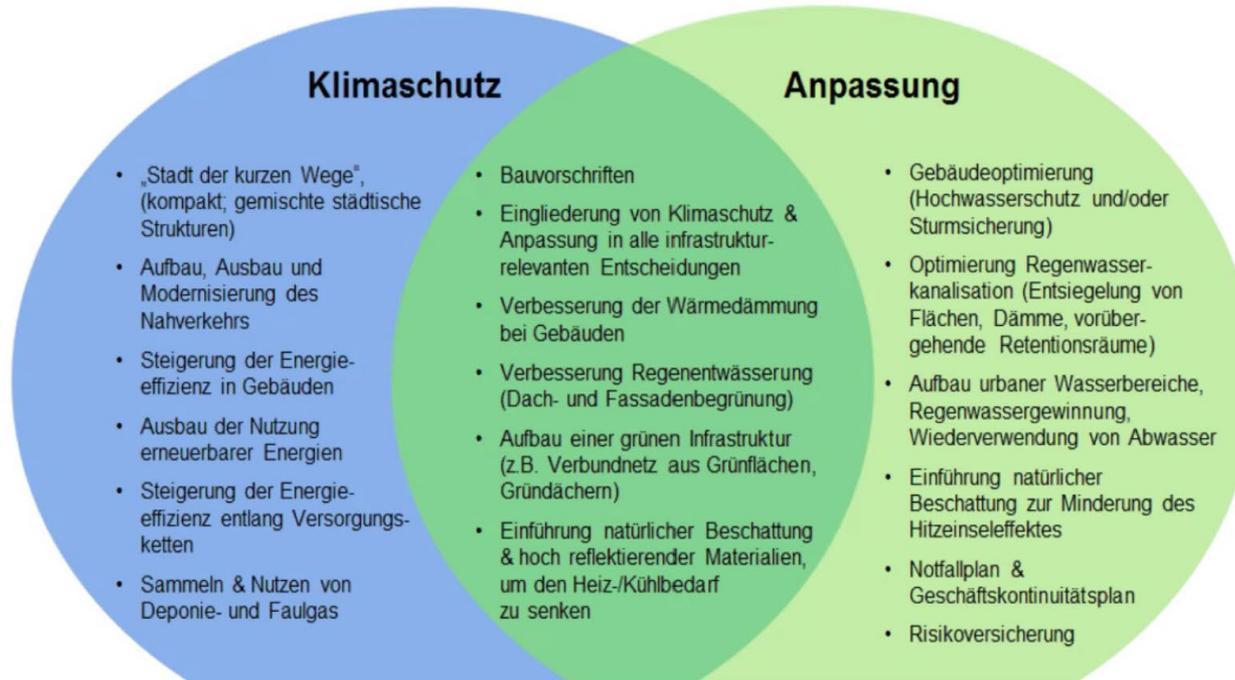 Klimaschutz
• „Stadt der kurzen Wege“,
(kompakt; gemischte städtische
Strukturen)
• Aufbau, Ausbau und
Modernisierung des
Nahverkehrs
• Steigerung der Energie-
effizienz in Gebäuden
• Ausbau der Nutzung
erneuerbarer Energien
• Steigerung der Energie-
effizienz entlang Versorgungs-
ketten
• Sammeln & Nutzen von
Deponie- und Faulgas
• Bauvorschriften
• Eingliederung von Klimaschutz &
Anpassung in alle infrastruktur-
relevanten Entscheidungen
• Verbesserung der Wärmedämmung
bei Gebäuden
• Verbesserung Regenentwässerung
(Dach- und Fassadenbegrünung)
• Aufbau einer grünen Infrastruktur
(z.B. Verbundnetz aus Grünflächen,
Gründächern)
• Einführung natürlicher Beschattung
& hoch reflektierender Materialien,
um den Heiz-/Kühlbedarf
zu senken
Anpassung
• Gebäudeoptimierung
(Hochwasserschutz und/oder
Sturmsicherung)
• Optimierung Regenwasser-
kanalisation (Entsiegelung von
Flächen, Dämme, vorüber-
gehende Retentionsräume)
• Aufbau urbaner Wasserbereiche,
Regenwassergewinnung,
Wiederverwendung von Abwasser
• Einführung natürlicher
Beschattung zur Minderung des
Hitzeinseleffektes
• Notfallplan &
Geschäftskontinuitätsplan
• Risikoversicherung